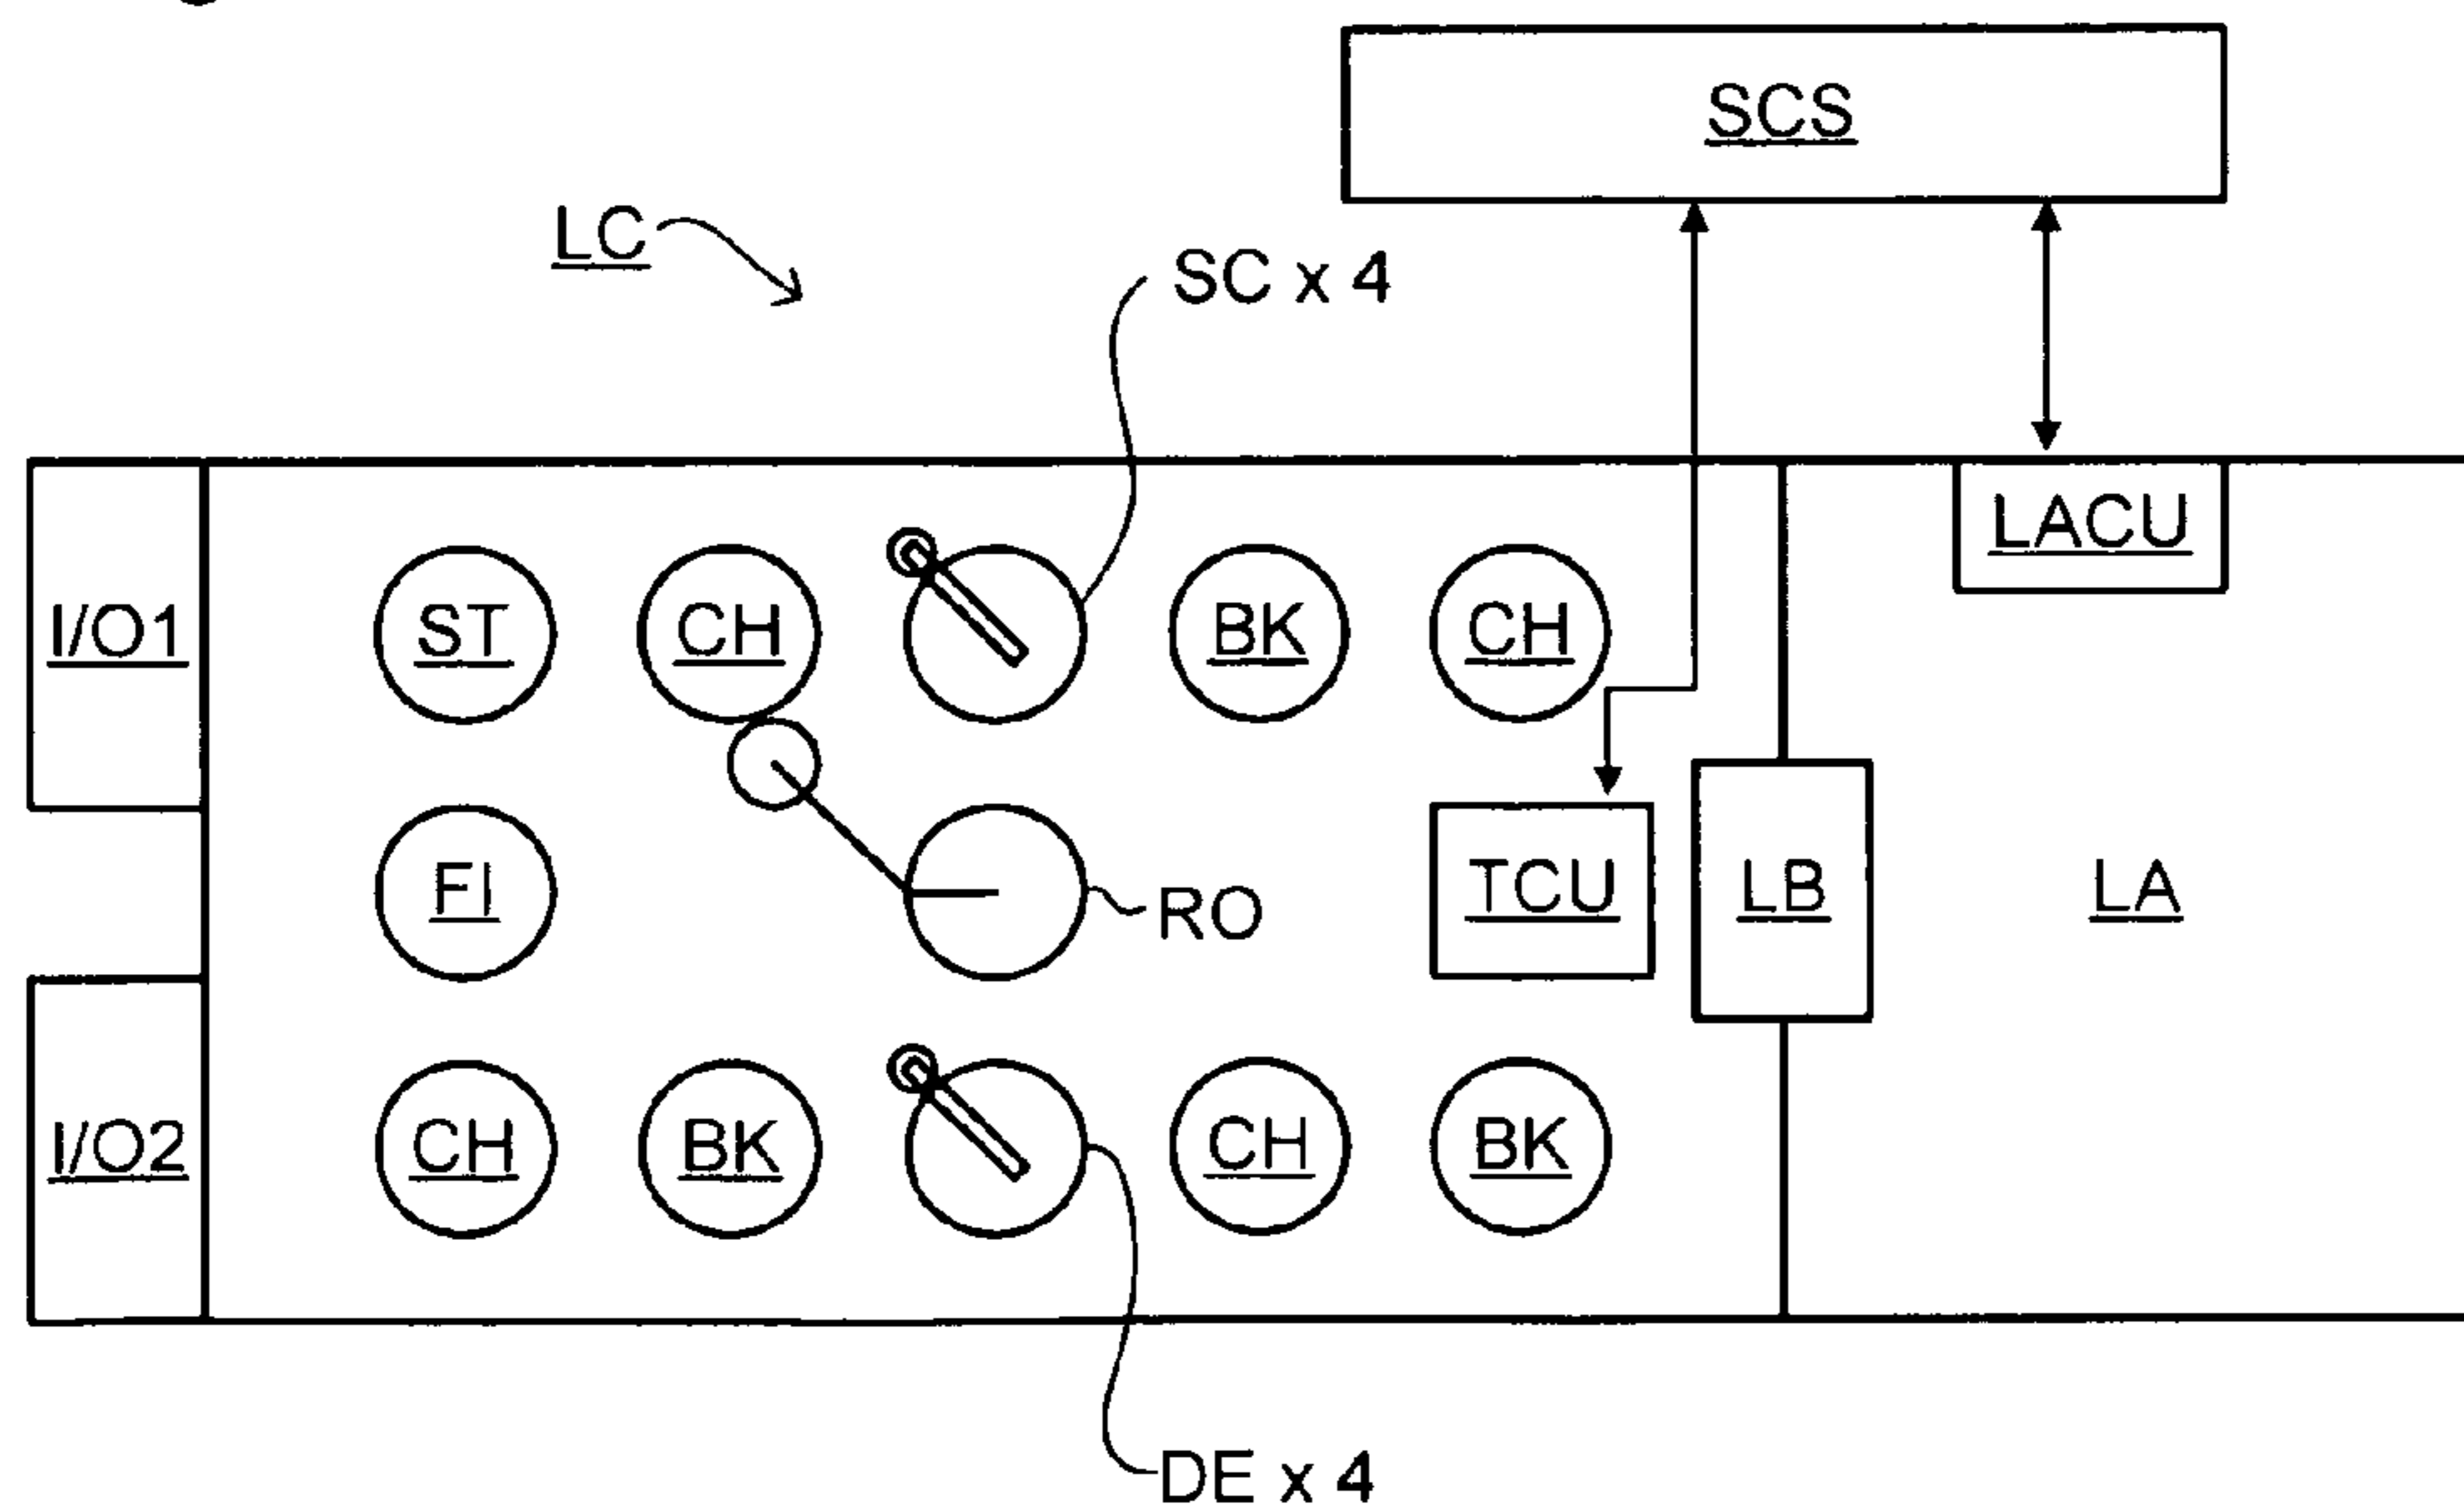 SCS
LC
SC x 4
LACU
I/O1
ST
CH
BK
CH
FI
RO
TCU
LB
LA
I/O2
CH
BK
CH
BK
DE x 4